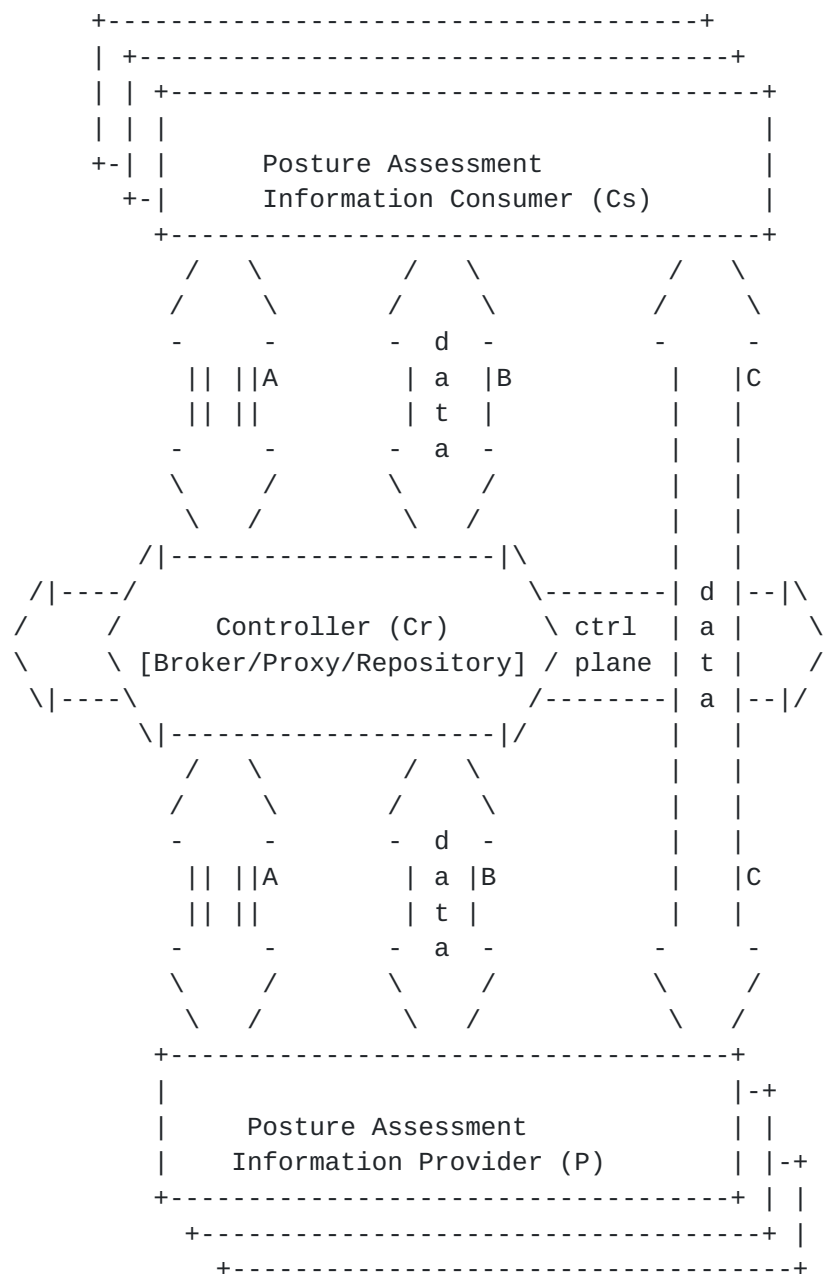 Posture Assessment
Information Consumer (Cs)
d
a A B C
t
a
d
Controller (Cr) ctrl a
[Broker/Proxy/Repository] plane t
a
d
A a B C
t
a
Posture Assessment
Information Provider (P)